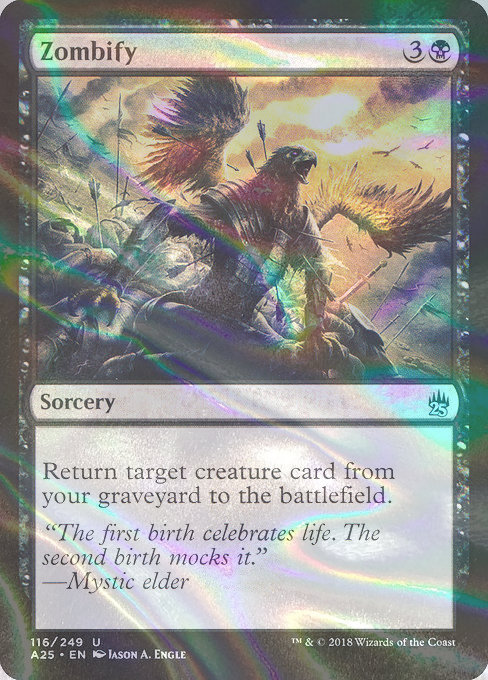 Zombify 3
Sorcery 25
Return target creature card from
your graveyard to the battlefield.
“The first birth celebrates life. The
second birth mocks it.”
—Mystic elder
116/249 U
™ & © 2018 Wizards of the Coast
A25 • EN Jason A. Engle